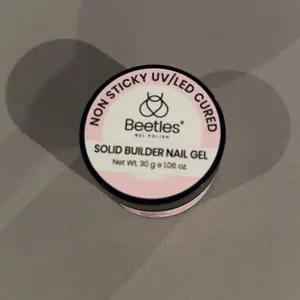 NON STICKY UV/LED CURED
Beetles®
GEL POLISH
SOLID BUILDER NAIL GEL
Net Wt. 30 g e 1.06 oz.